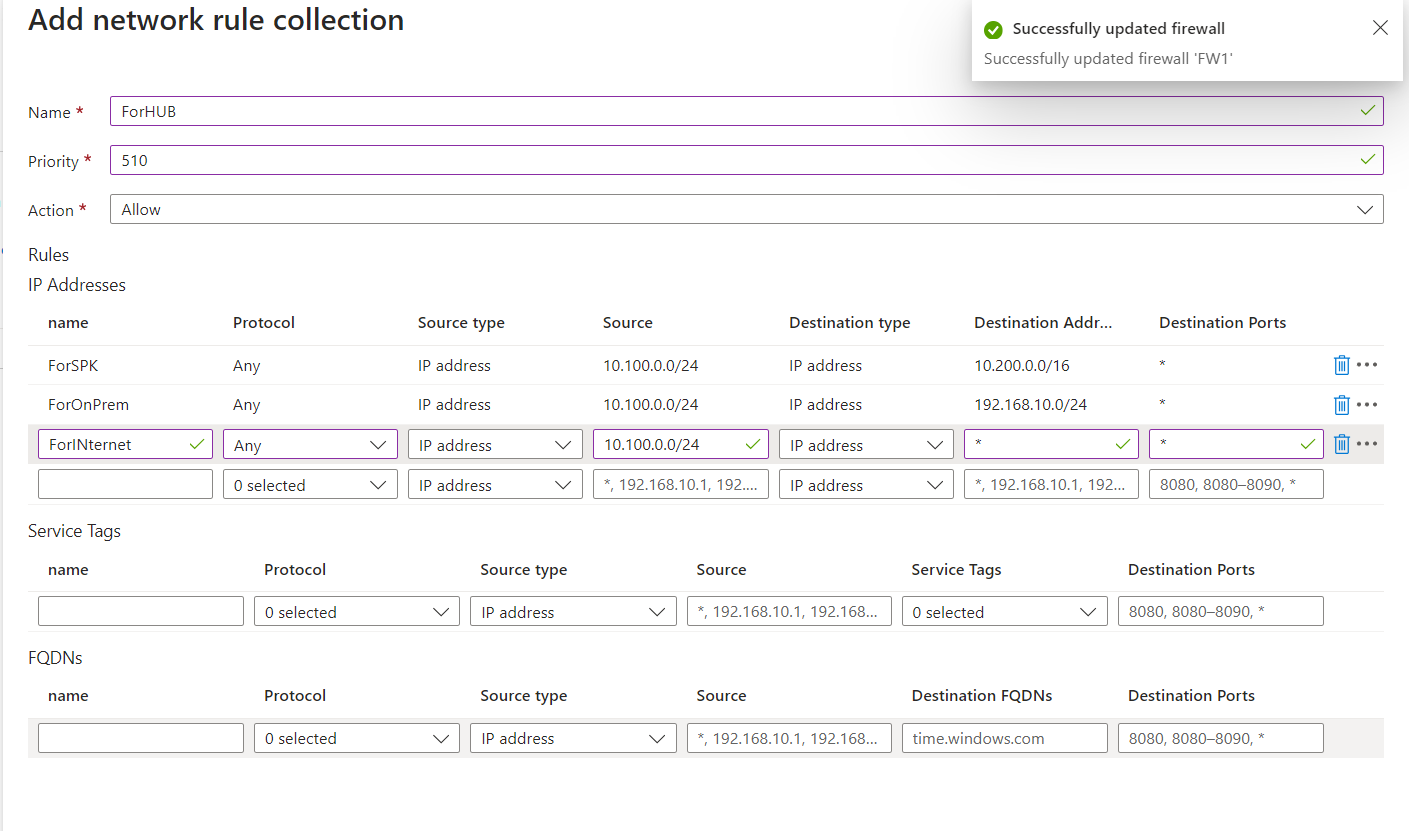 Add network rule collection
Successfully updated firewall
Successfully updated firewall 'FW1'
Name *
ForHUB
Priority *
510
Action *
Allow
Rules
IP Addresses
name Protocol Source type Source Destination type Destination Addr... Destination Ports
ForSPK Any IP address 10.100.0.0/24 IP address 10.200.0.0/16 *
ForOnPrem Any IP address 10.100.0.0/24 IP address 192.168.10.0/24 *
ForINternet Any IP address 10.100.0.0/24 IP address * *
0 selected IP address *, 192.168.10.1, 192.... IP address *, 192.168.10.1, 192... 8080, 8080–8090, *
Service Tags
name Protocol Source type Source Service Tags Destination Ports
0 selected IP address *, 192.168.10.1, 192.168... 0 selected 8080, 8080–8090, *
FQDNs
name Protocol Source type Source Destination FQDNs Destination Ports
0 selected IP address *, 192.168.10.1, 192.168... time.windows.com 8080, 8080–8090, *